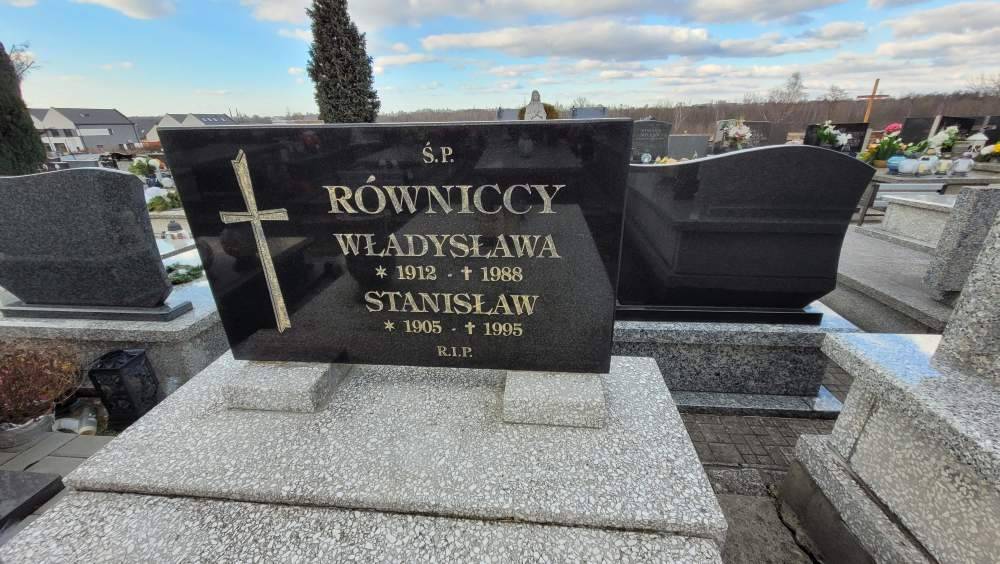 Ś.P.
RÓWNICCY
WŁADYSŁAWA
* 1912 - † 1988
STANISŁAW
* 1905 - † 1995
R.I.P.